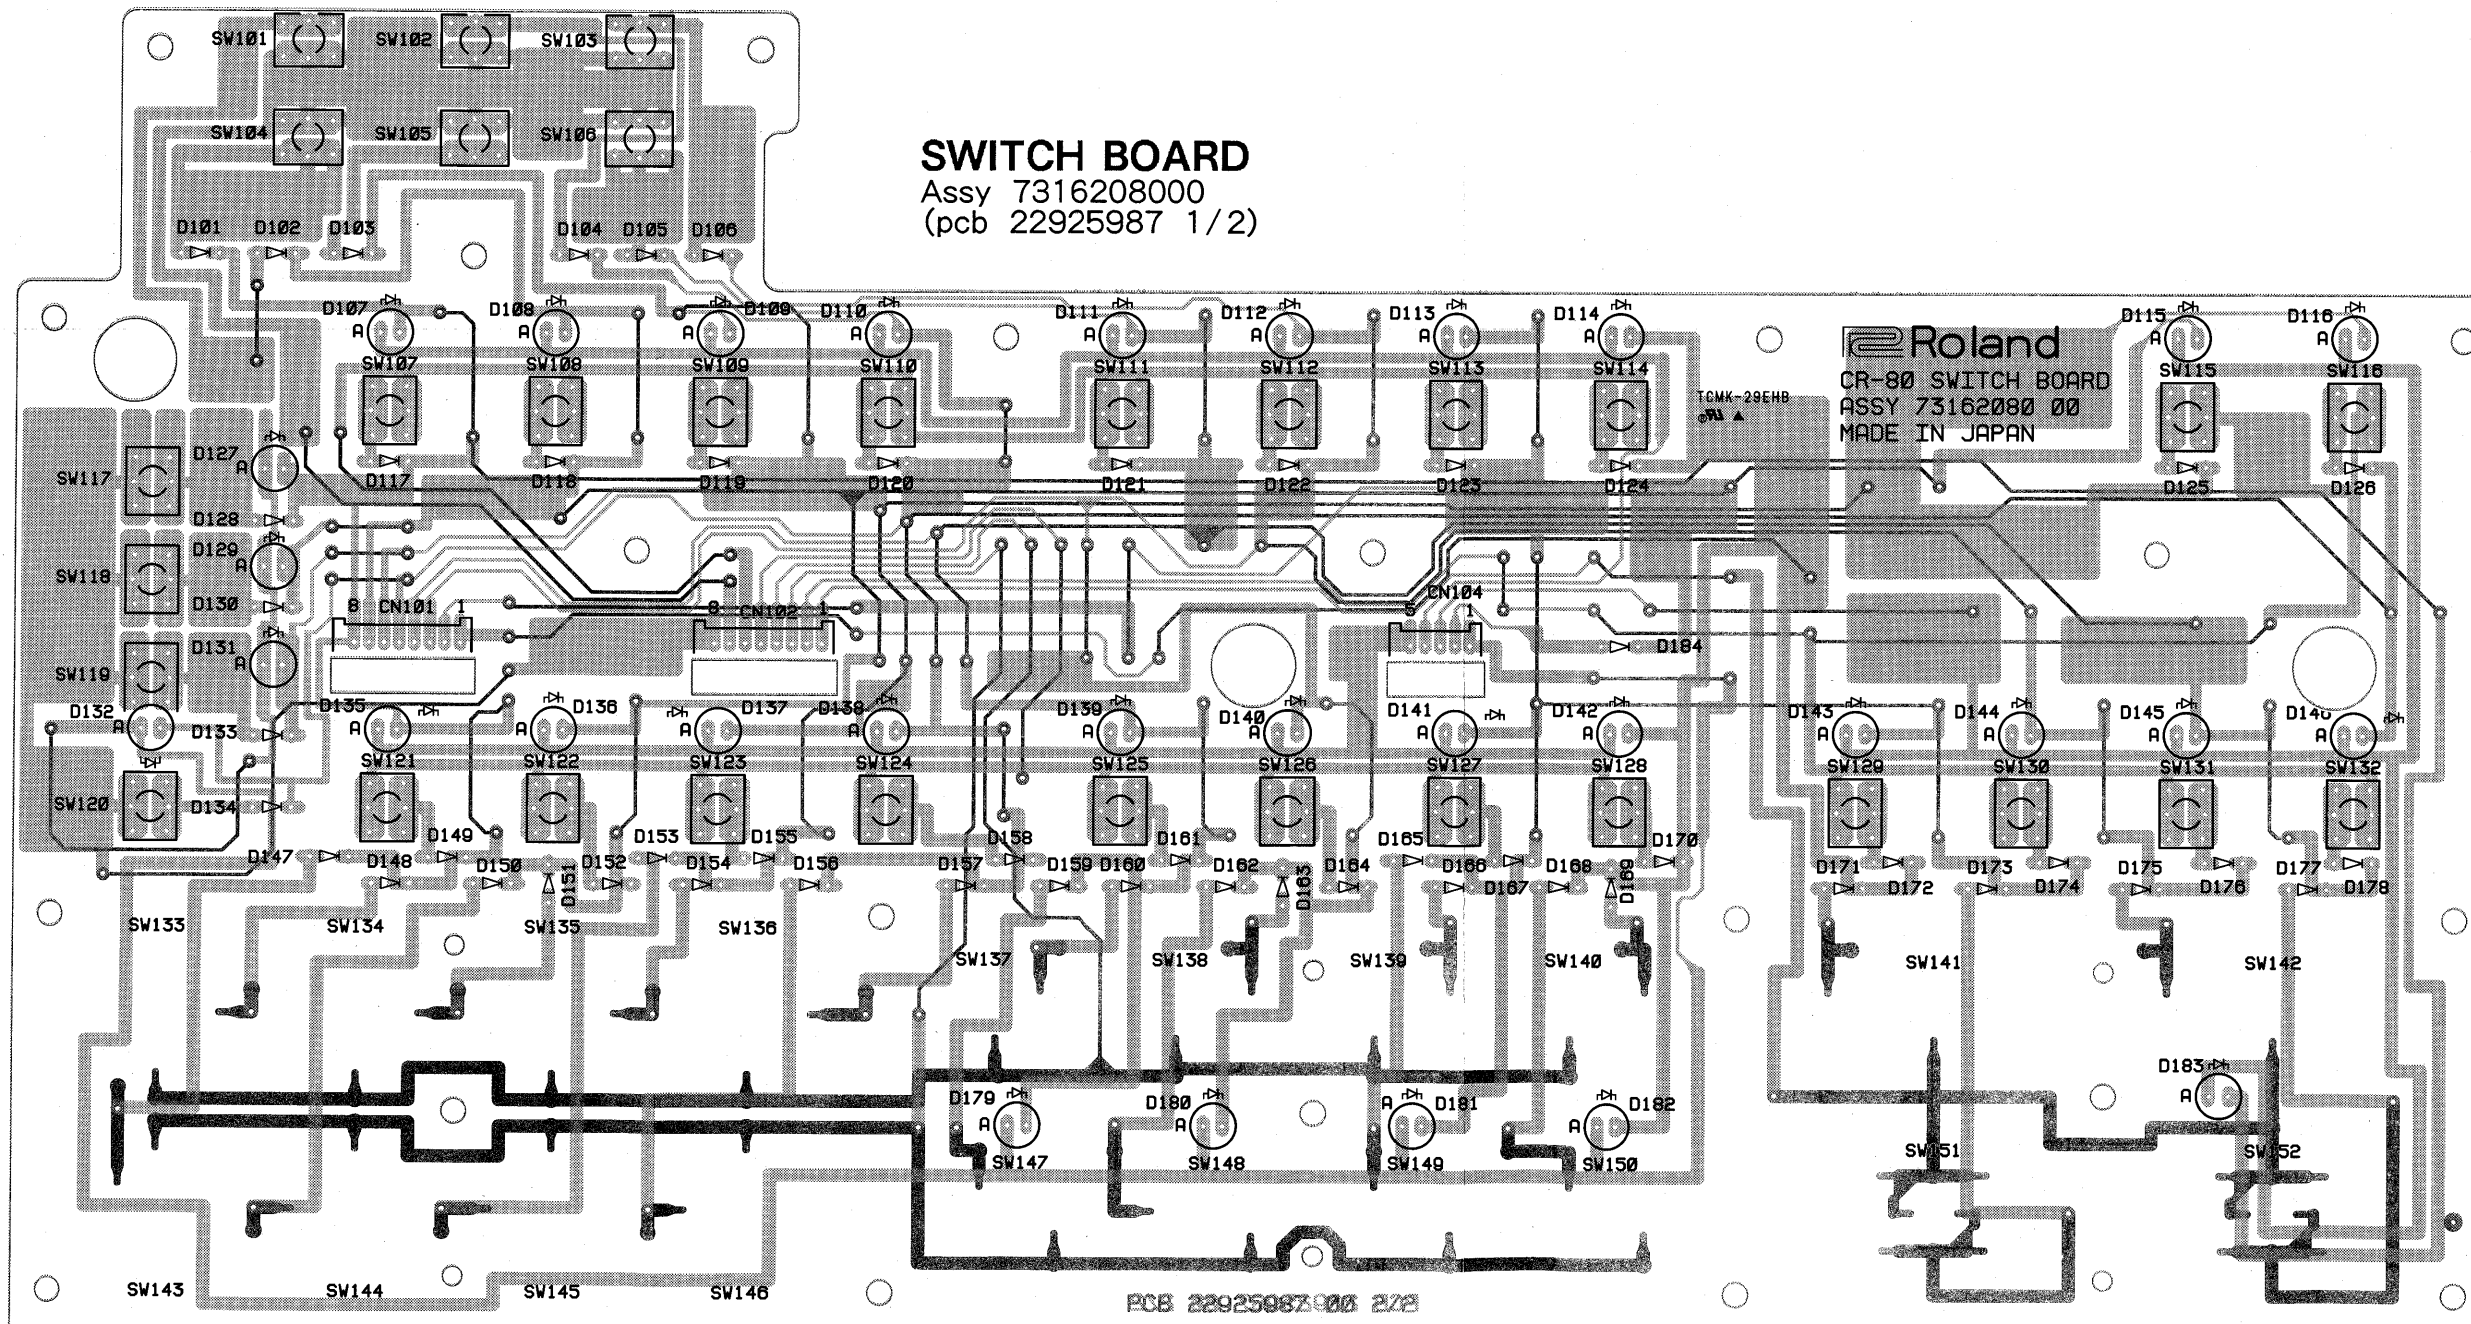 SW101 SW102 SW103
SW104 SW105 SW106
SWITCH BOARD
Assy 7316208000
(pcb 22925987 1/2)
D101 D102 D103 D104 D105 D106
D107 D108 D109 D110 D111 D112 D113 D114 D115 D116
A A A A A A A A A A
Roland
CR-80 SWITCH BOARD
ASSY 73162080 00
MADE IN JAPAN
TCMK-29EHB
SW107 SW108 SW109 SW110 SW111 SW112 SW113 SW114 SW115 SW116
D117 D118 D119 D120 D121 D122 D123 D124 D125 D126
D127
A
SW117
D128
D129
A
SW118
D130
8 CN101 1
8 CN102 1
CN104
5 1
D131
A
SW119
D184
D132 D133
A
D135 D136 D137 D138 D139 D140 D141 D142 D143 D144 D145 D146
A A A A A A A A A A A A
SW121 SW122 SW123 SW124 SW125 SW126 SW127 SW128 SW129 SW130 SW131 SW132
SW120 D134
D147 D148 D149 D150 D151 D152 D153 D154 D155 D156 D157 D158 D159 D160 D161 D162 D163 D164 D165 D166 D167 D168 D169 D170 D171 D172 D173 D174 D175 D176 D177 D178
SW133 SW134 SW135 SW136 SW137 SW138 SW139 SW140 SW141 SW142
D179 D180 D181 D182 D183
A A A A A
SW147 SW148 SW149 SW150 SW151 SW152
SW143 SW144 SW145 SW146
PCB 22925987